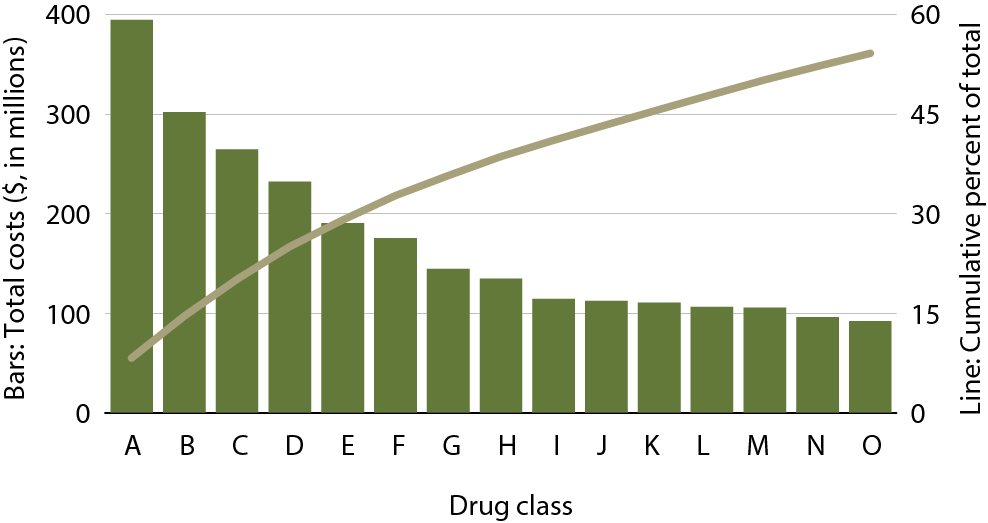 Bars: Total costs ($, in millions)
400
300
200
100
0
60
45
30
15
0
Line: Cumulative percent of total
A B C D E F G H I J K L M N O
Drug class